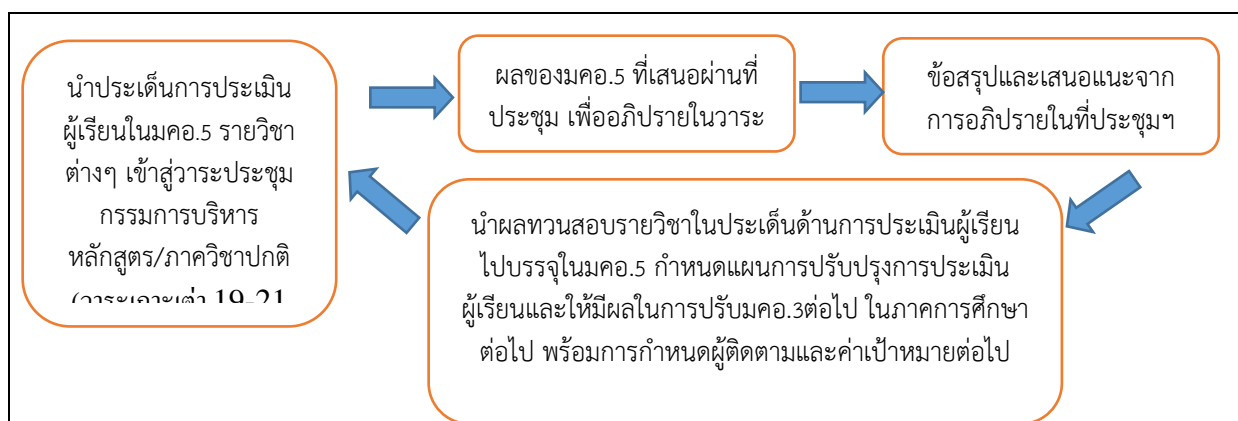 นำประเด็นการประเมิน
ผู้เรียนในมคอ.5 รายวิชา
ต่างๆ เข้าสู่วาระประชุม
กรรมการบริหาร
หลักสูตร/ภาควิชาปกติ
19-21
ผลของมคอ.5 ที่เสนอผ่านที่
ประชุม เพื่ออภิปรายในวาระ
ข้อสรุปและเสนอแนะจาก
การอภิปรายในที่ประชุมฯ
นำผลทวนสอบรายวิชาในประเด็นด้านการประเมินผู้เรียน
ไปบรรจุในมคอ.5 กำหนดแผนการปรับปรุงการประเมิน
ผู้เรียนและให้มีผลในการปรับมคอ.3ต่อไป ในภาคการศึกษา
ต่อไป พร้อมการกำหนดผู้ติดตามและค่าเป้าหมายต่อไป